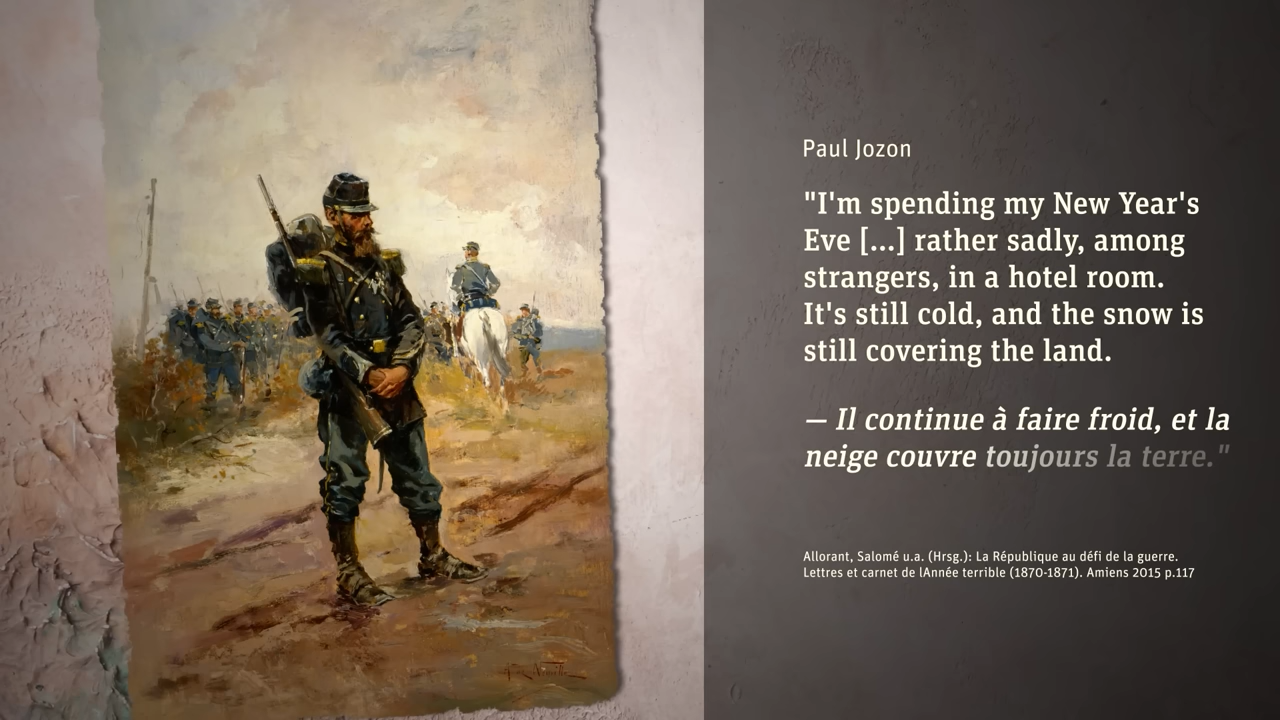 Paul Jozon
"I'm spending my New Year's
Eve [...] rather sadly, among
strangers, in a hotel room.
It's still cold, and the snow is
still covering the land.
— Il continue à faire froid, et la
neige couvre toujours la terre."
Allorant, Salomé u.a. (Hrsg.): La République au défi de la guerre.
Lettres et carnet de lAnnée terrible (1870-1871). Amiens 2015 p.117